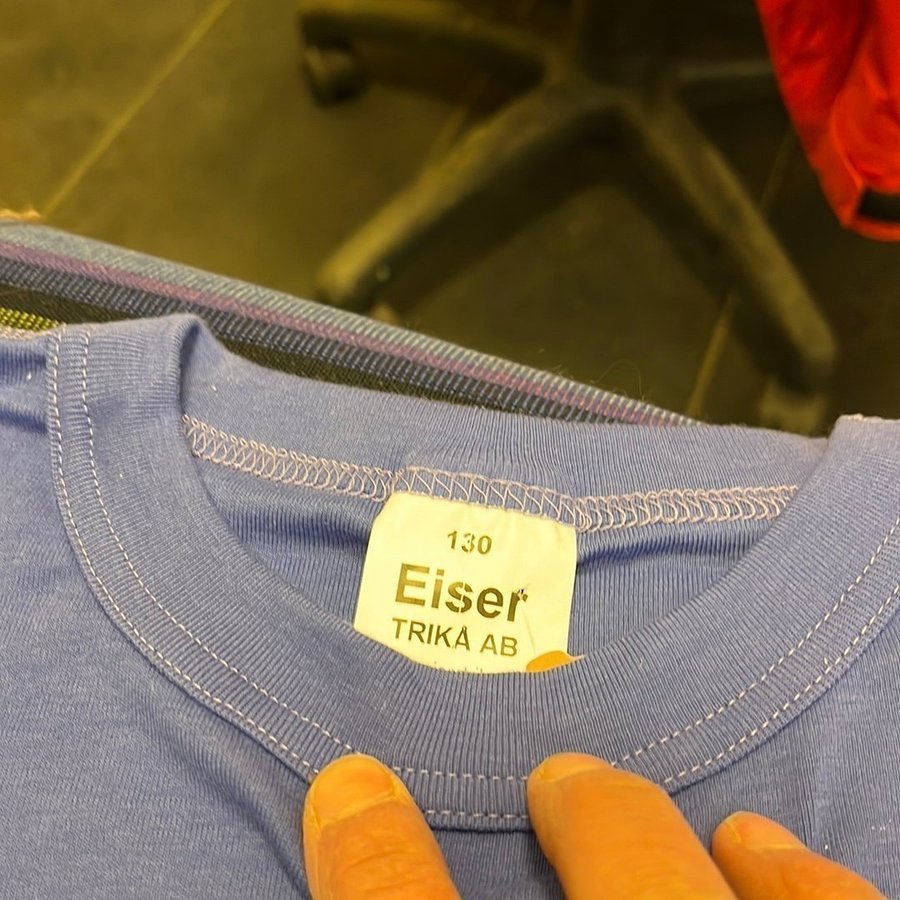 130
Eiser
TRIKÅ AB